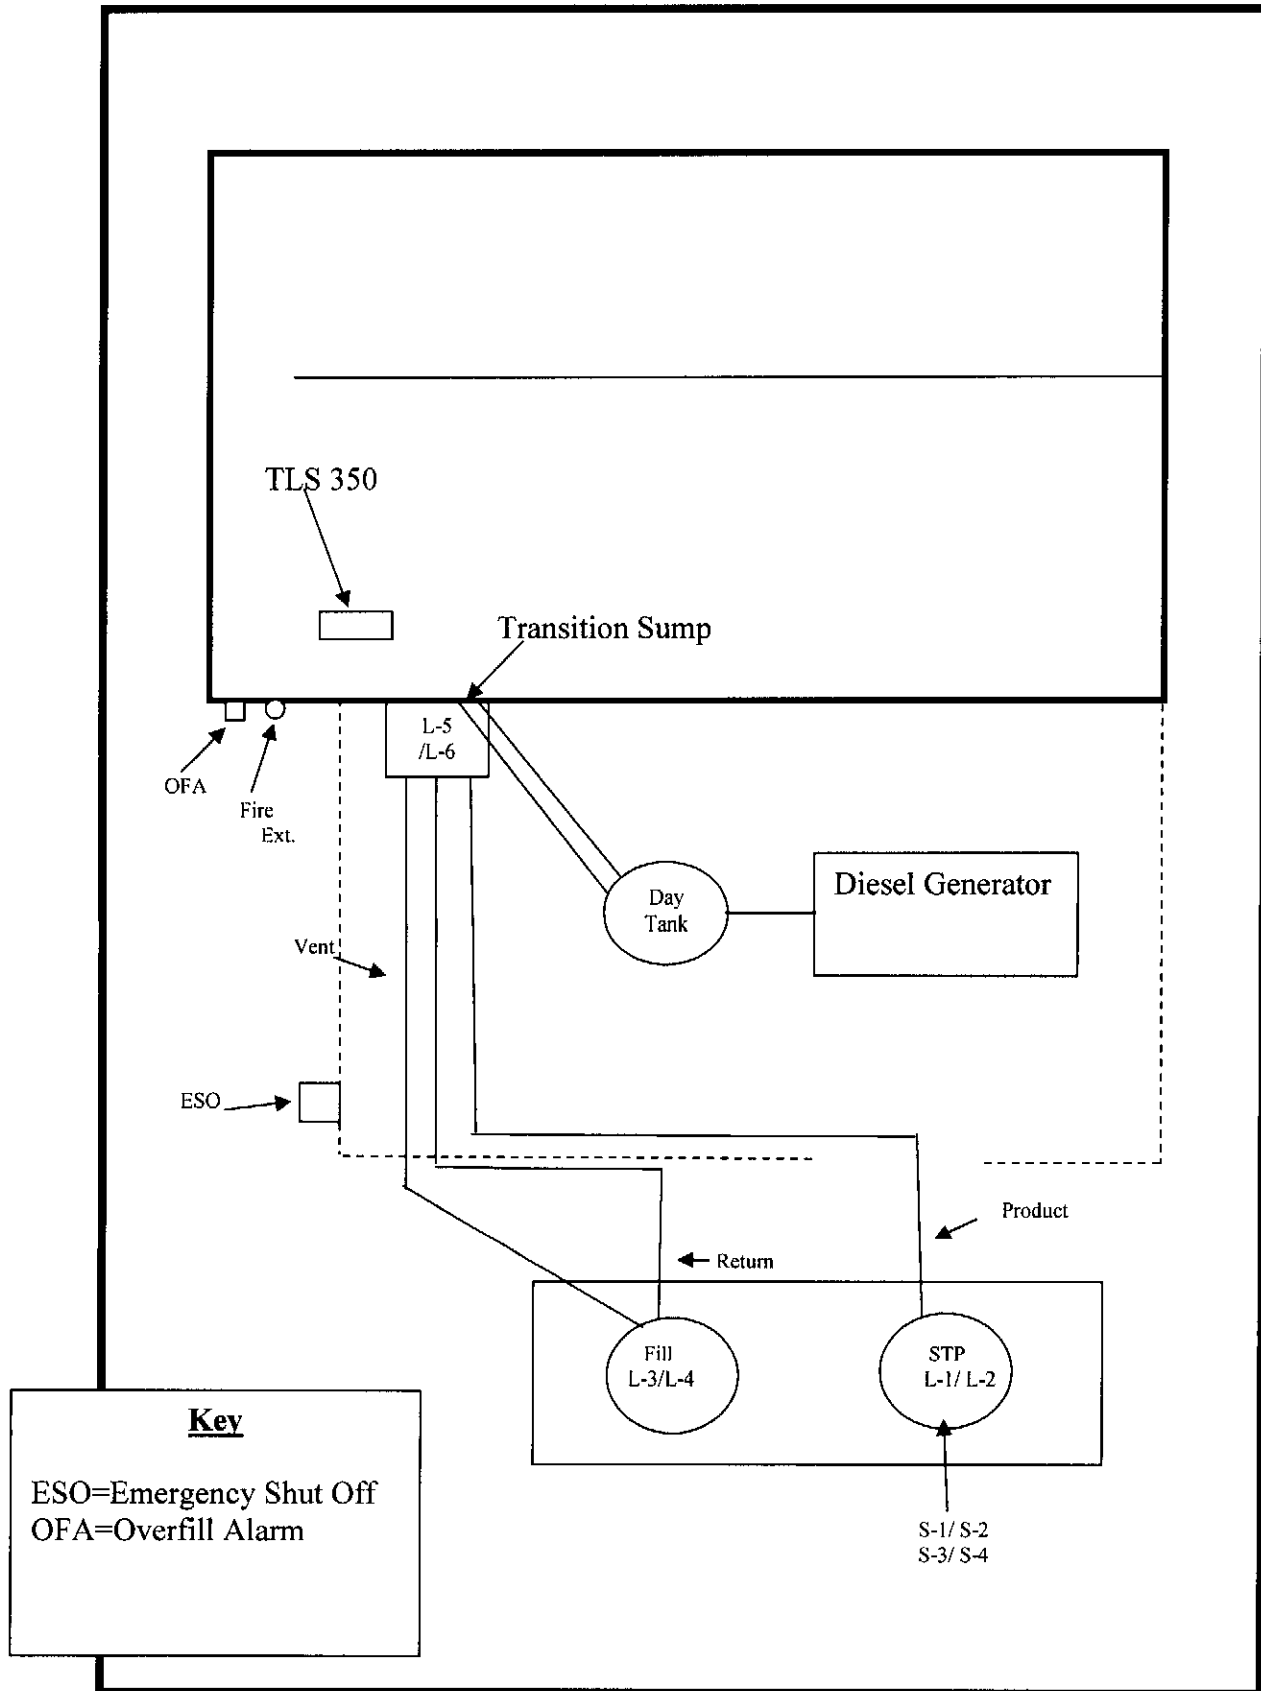 TLS 350
Transition Sump
L-5
/L-6
OFA
Fire
Ext.
Day
Tank
Diesel Generator
Vent
ESO
Product
Return
Fill
L-3/L-4
STP
L-1/ L-2
Key
ESO=Emergency Shut Off
OFA=Overfill Alarm
S-1/ S-2
S-3/ S-4